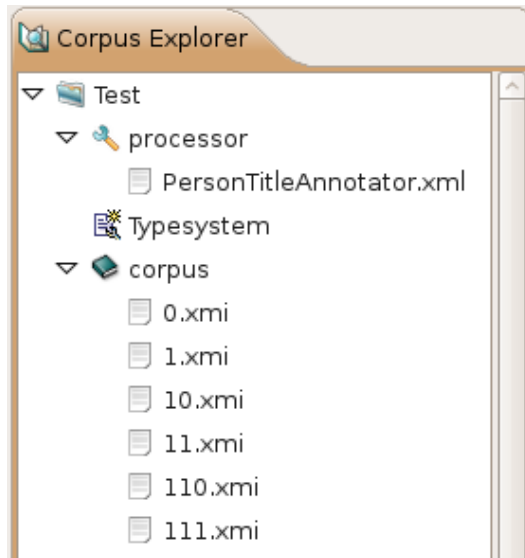 Corpus Explorer
Test
processor
PersonTitleAnnotator.xml
Typesystem
corpus
0.xmi
1.xmi
10.xmi
11.xmi
110.xmi
111.xmi